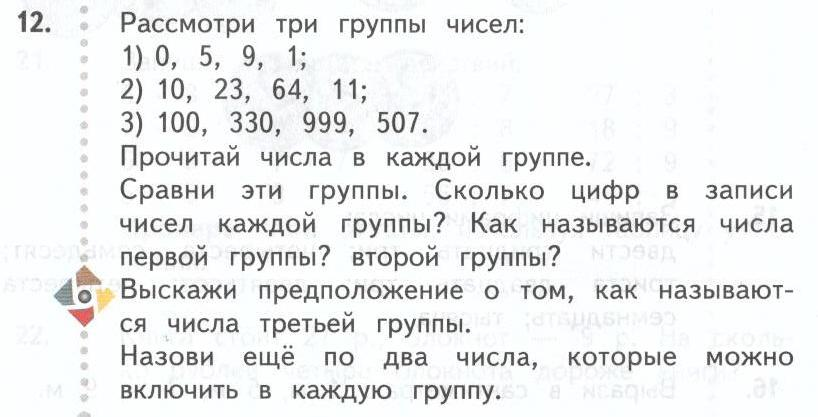 12. Рассмотри три группы чисел:
1) 0, 5, 9, 1;
2) 10, 23, 64, 11;
3) 100, 330, 999, 507.
Прочитай числа в каждой группе.
Сравни эти группы. Сколько цифр в записи
чисел каждой группы? Как называются числа
первой группы? второй группы?
Выскажи предположение о том, как называют-
ся числа третьей группы.
Назови ещё по два числа, которые можно
включить в каждую группу.